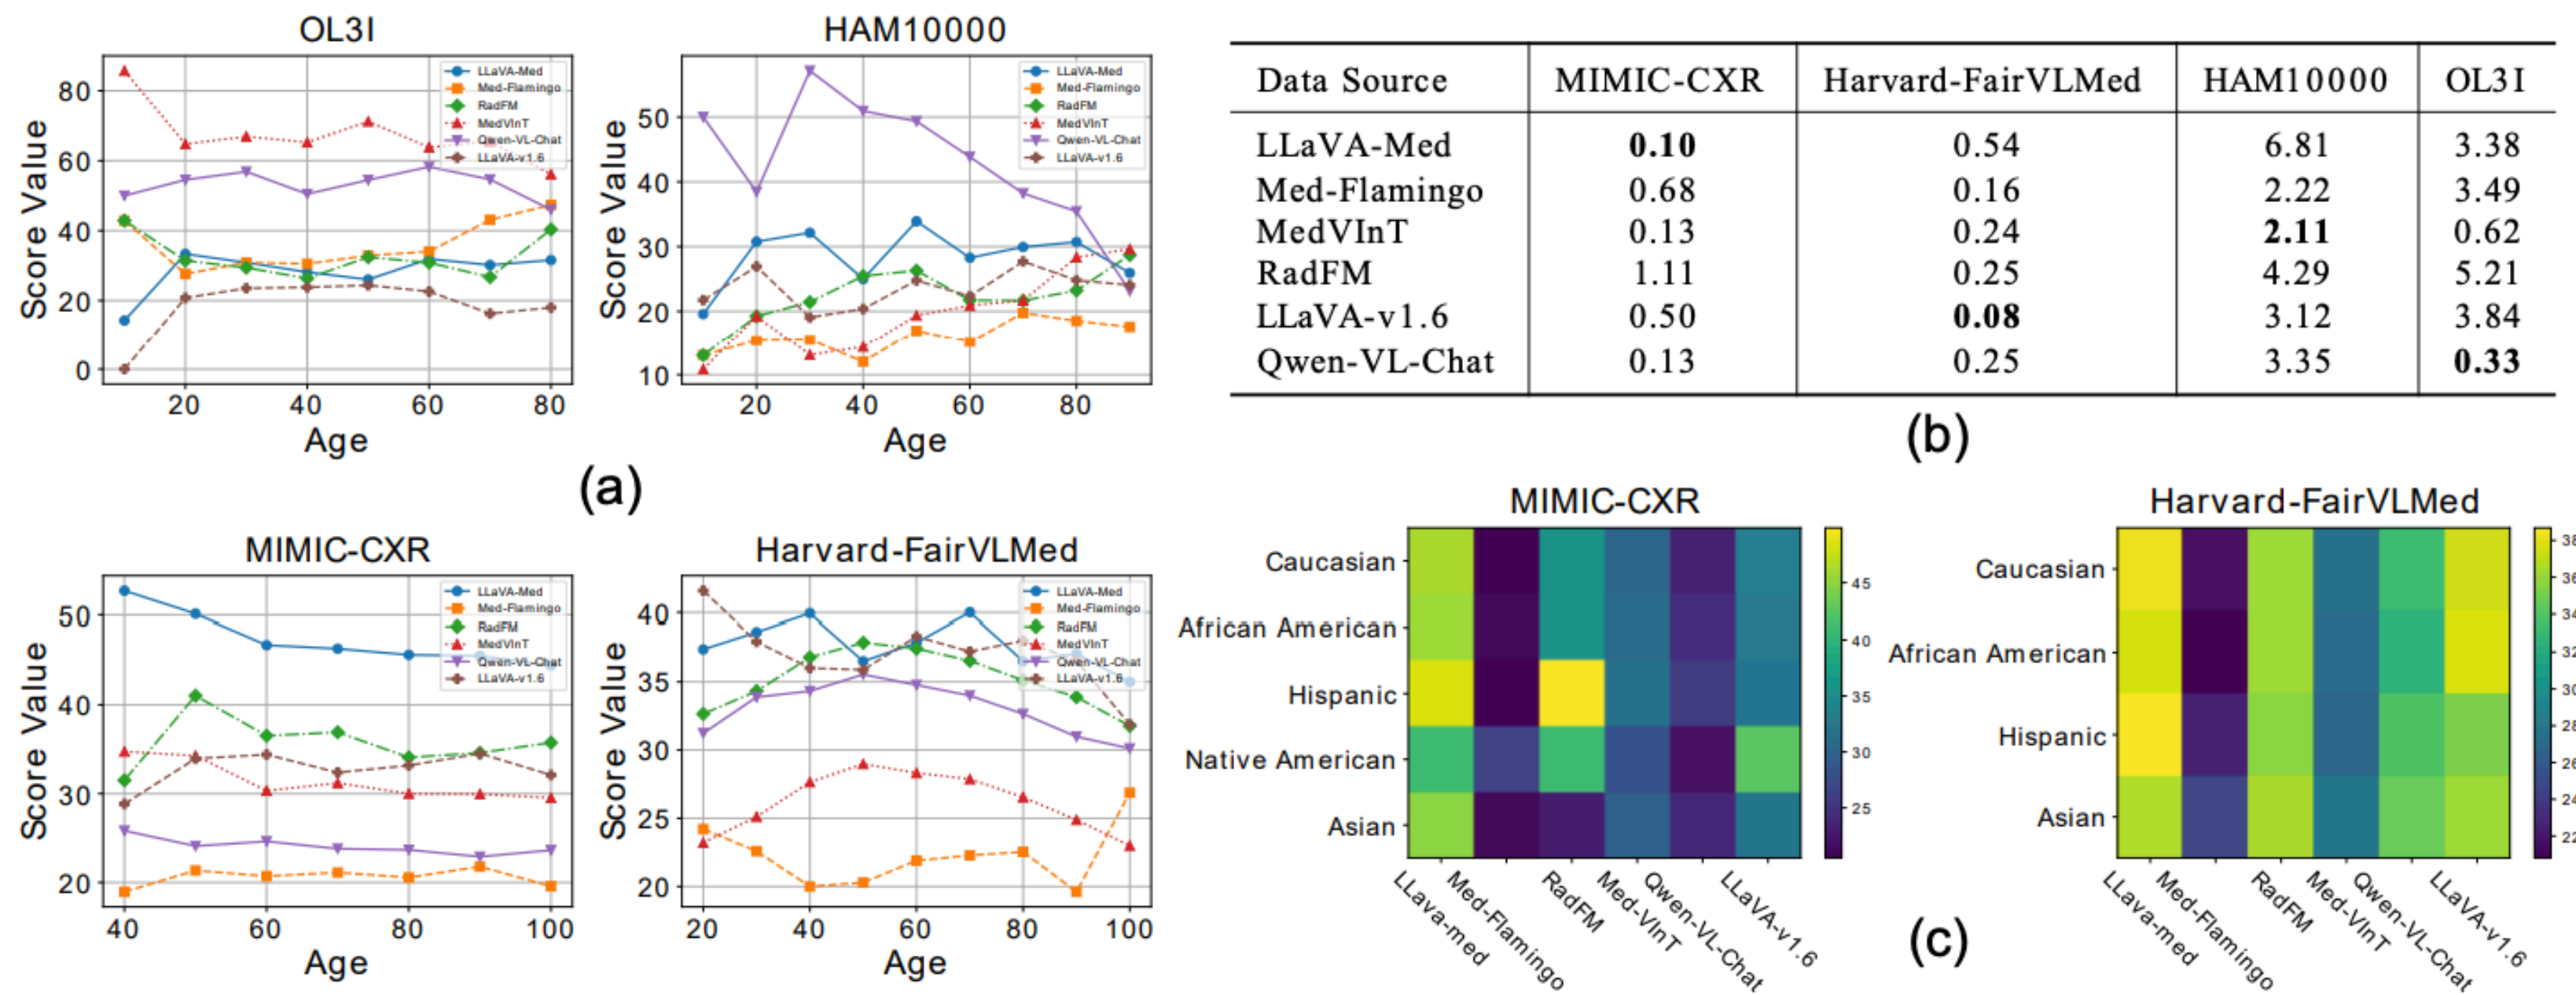 OL3I
80
60
40
20
0
20 40 60 80
Score Value
Age
LLaVA-Med
Med-Flamingo
RadFM
MedVInT
Qwen-VL-Chat
LLaVA-v1.6
HAM10000
50
40
30
20
10
20 40 60 80
Score Value
Age
LLaVA-Med
Med-Flamingo
RadFM
MedVInT
Qwen-VL-Chat
LLaVA-v1.6
(a)
MIMIC-CXR
50
40
30
20
40 60 80 100
Score Value
Age
LLaVA-Med
Med-Flamingo
RadFM
MedVInT
Qwen-VL-Chat
LLaVA-v1.6
Harvard-FairVLMed
40
35
30
25
20
20 40 60 80 100
Score Value
Age
LLaVA-Med
Med-Flamingo
RadFM
MedVInT
Qwen-VL-Chat
LLaVA-v1.6
Data Source MIMIC-CXR Harvard-FairVLMed HAM10000 OL3I
LLaVA-Med 0.10 0.54 6.81 3.38
Med-Flamingo 0.68 0.16 2.22 3.49
MedVInT 0.13 0.24 2.11 0.62
RadFM 1.11 0.25 4.29 5.21
LLaVA-v1.6 0.50 0.08 3.12 3.84
Qwen-VL-Chat 0.13 0.25 3.35 0.33
(b)
MIMIC-CXR
Caucasian
African American
Hispanic
Native American
Asian
LLava-med
Med-Flamingo
RadFM
Med-VInT
Qwen-VL-Chat
LLaVA-v1.6
45
40
35
30
25
Harvard-FairVLMed
Caucasian
African American
Hispanic
Asian
LLava-med
Med-Flamingo
RadFM
Med-VInT
Qwen-VL-Chat
LLaVA-v1.6
38
36
34
32
30
28
26
24
22
(c)